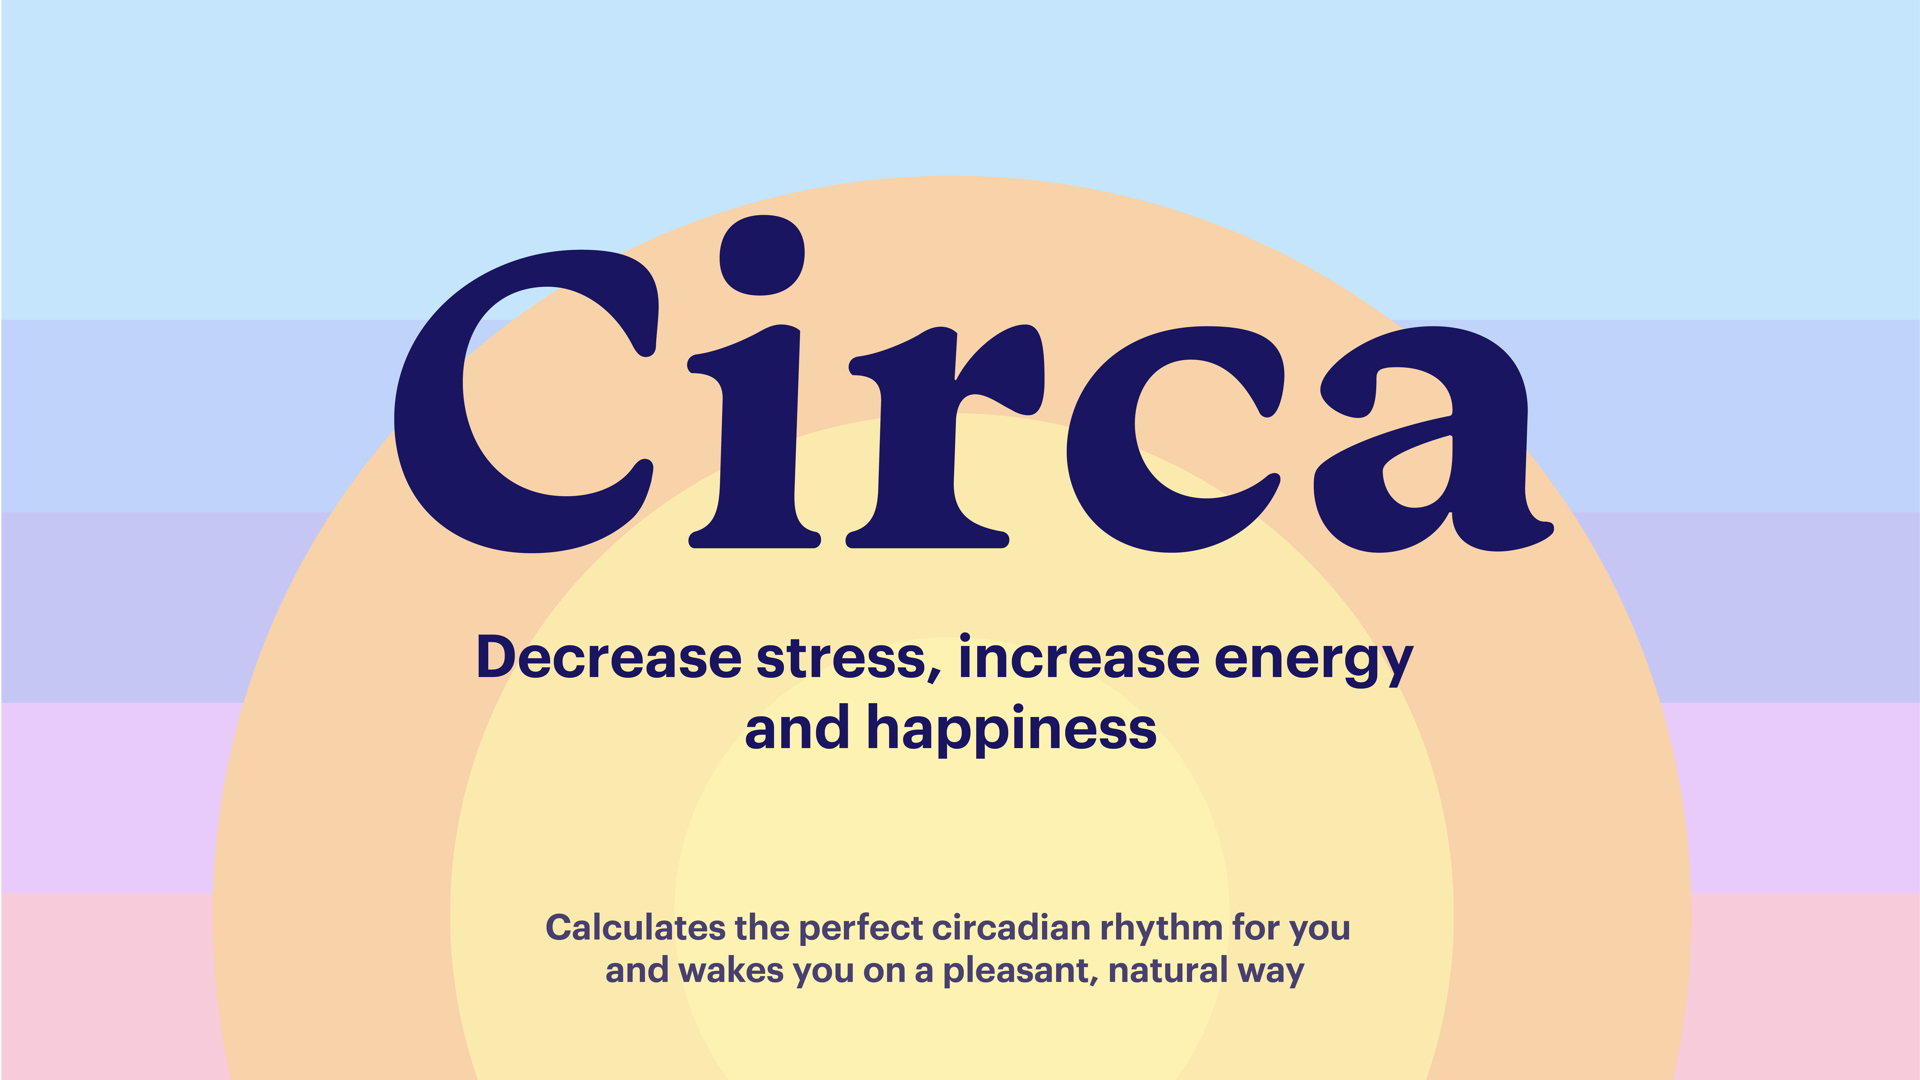 Circa
Decrease stress, increase energy
and happiness
Calculates the perfect circadian rhythm for you
and wakes you on a pleasant, natural way